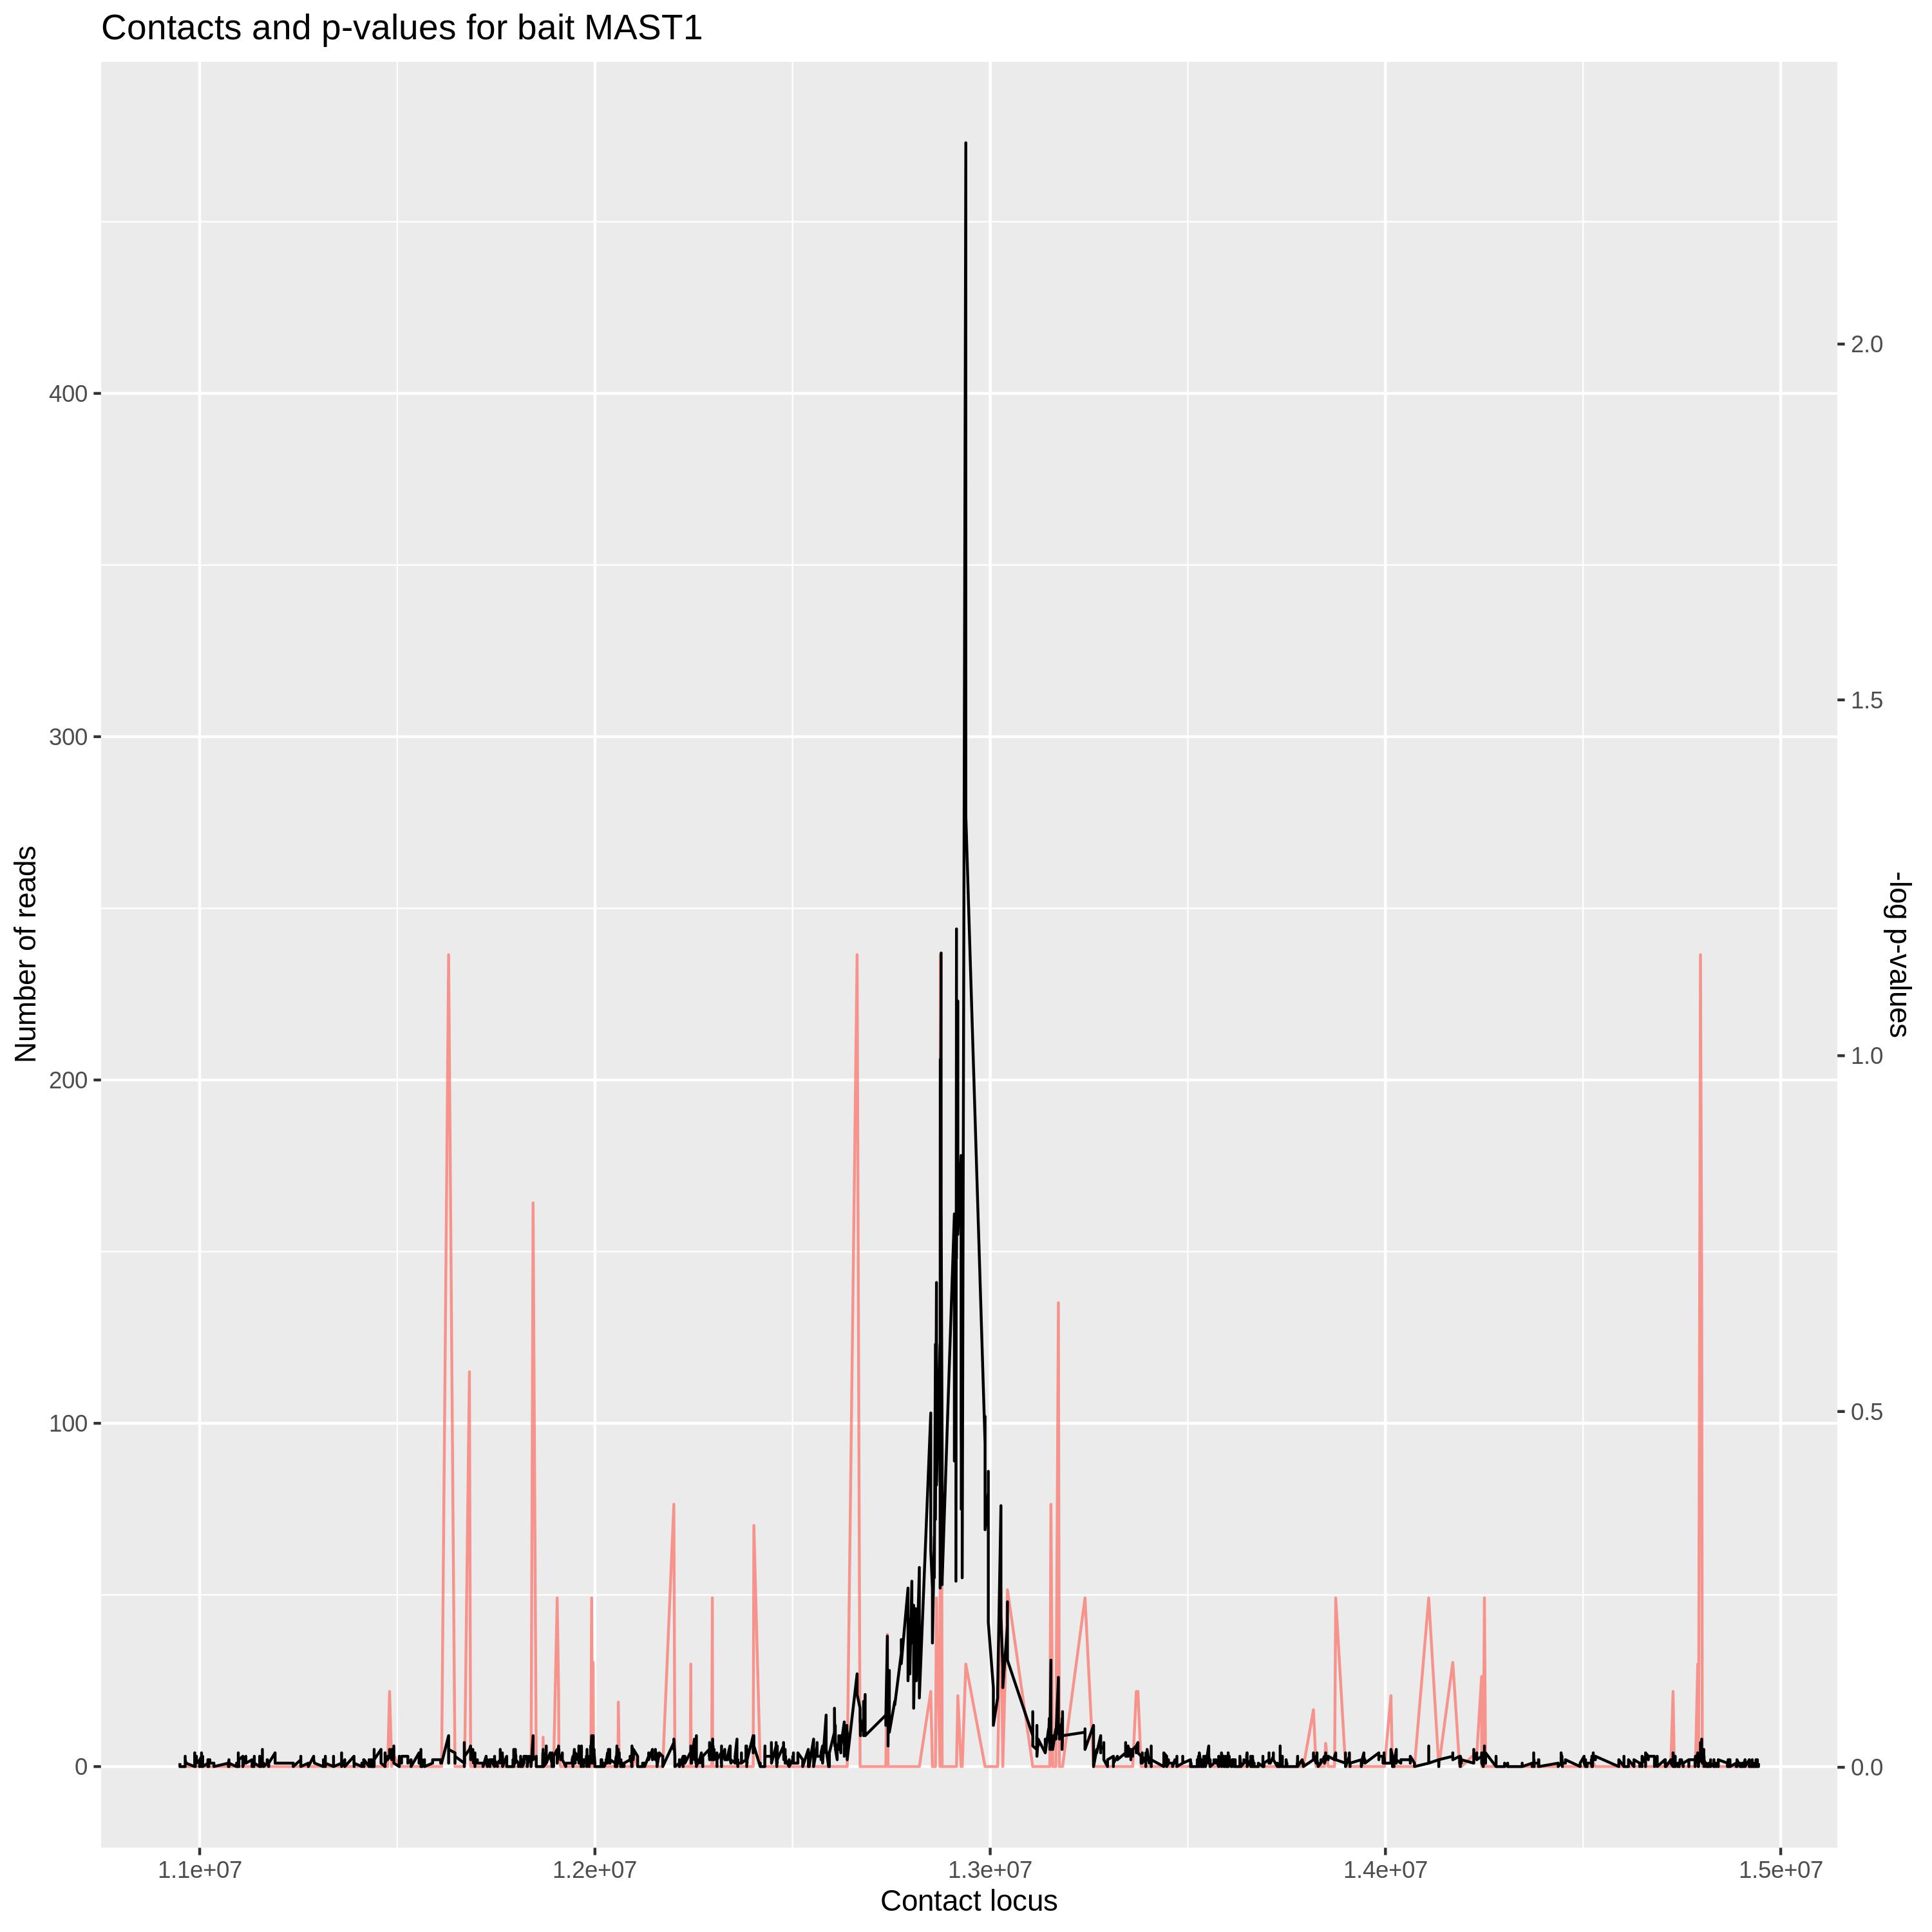 Contacts and p-values for bait MAST1
Number of reads
400
300
200
100
0
2.0
1.5
1.0
0.5
0.0
-log p-values
1.1e+07
1.2e+07
1.3e+07
1.4e+07
1.5e+07
Contact locus